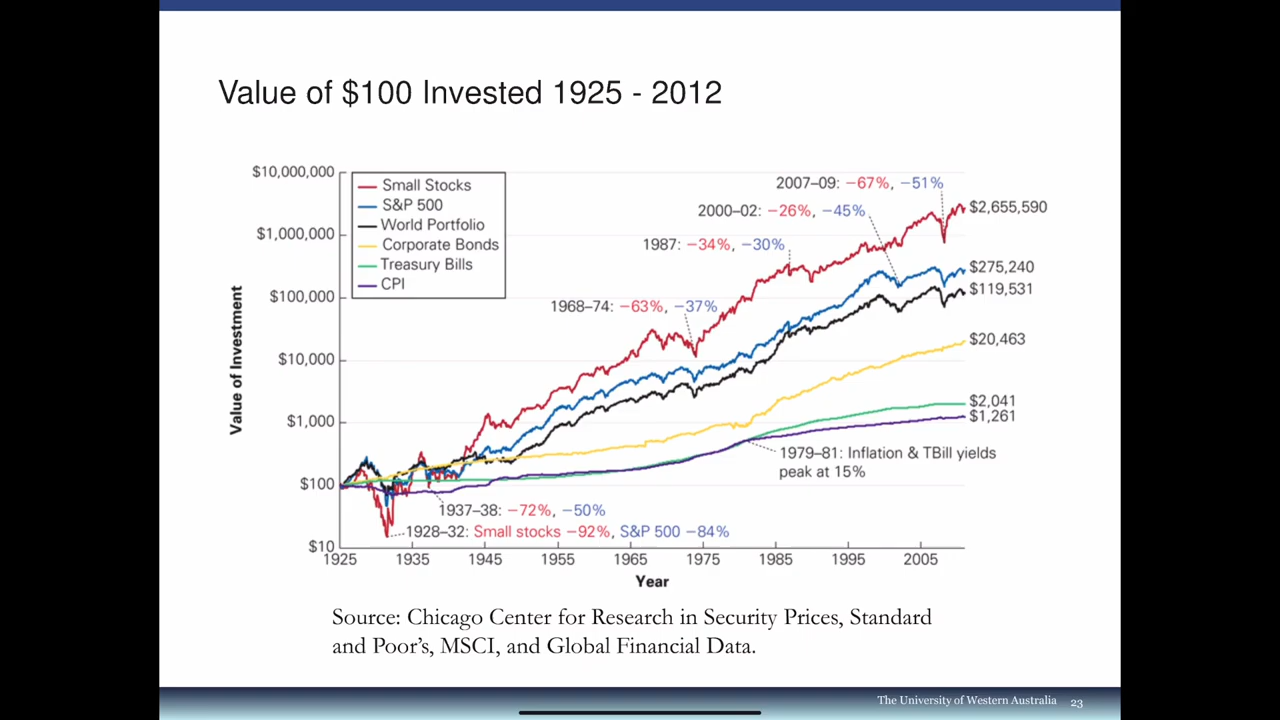 Value of $100 Invested 1925 - 2012
$10,000,000
$1,000,000
$100,000
$10,000
$1,000
$100
$10
Value of Investment
Small Stocks
S&P 500
World Portfolio
Corporate Bonds
Treasury Bills
CPI
2007–09: −67%, −51%
2000–02: −26%, −45%
1987: −34%, −30%
1968–74: −63%, −37%
$2,655,590
$275,240
$119,531
$20,463
$2,041
$1,261
1979–81: Inflation & TBill yields
peak at 15%
1937–38: −72%, −50%
1928–32: Small stocks −92%, S&P 500 −84%
1925 1935 1945 1955 1965 1975 1985 1995 2005
Year
Source: Chicago Center for Research in Security Prices, Standard
and Poor’s, MSCI, and Global Financial Data.
The University of Western Australia 23